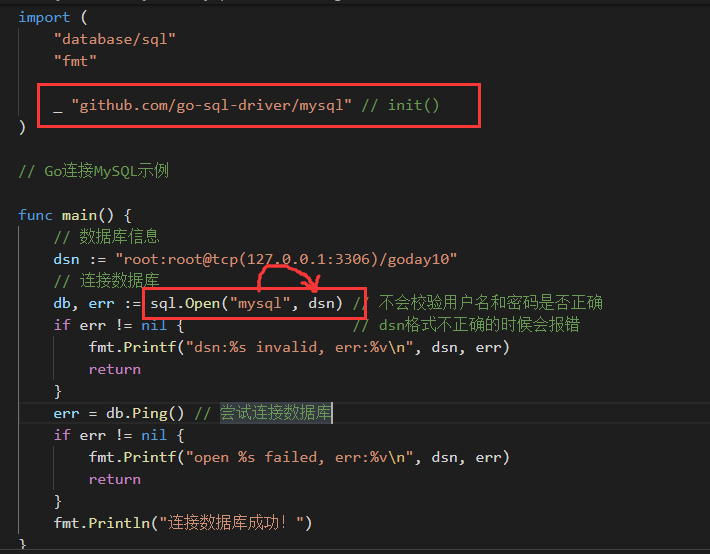 import (
"database/sql"
"fmt"
_ "github.com/go-sql-driver/mysql" // init()
)
// Go连接MySQL示例
func main() {
// 数据库信息
dsn := "root:root@tcp(127.0.0.1:3306)/goday10"
// 连接数据库
db, err := sql.Open("mysql", dsn) // 不会校验用户名和密码是否正确
if err != nil { // dsn格式不正确的时候会报错
fmt.Printf("dsn:%s invalid, err:%v\n", dsn, err)
return
}
err = db.Ping() // 尝试连接数据库
if err != nil {
fmt.Printf("open %s failed, err:%v\n", dsn, err)
return
}
fmt.Println("连接数据库成功！")
}